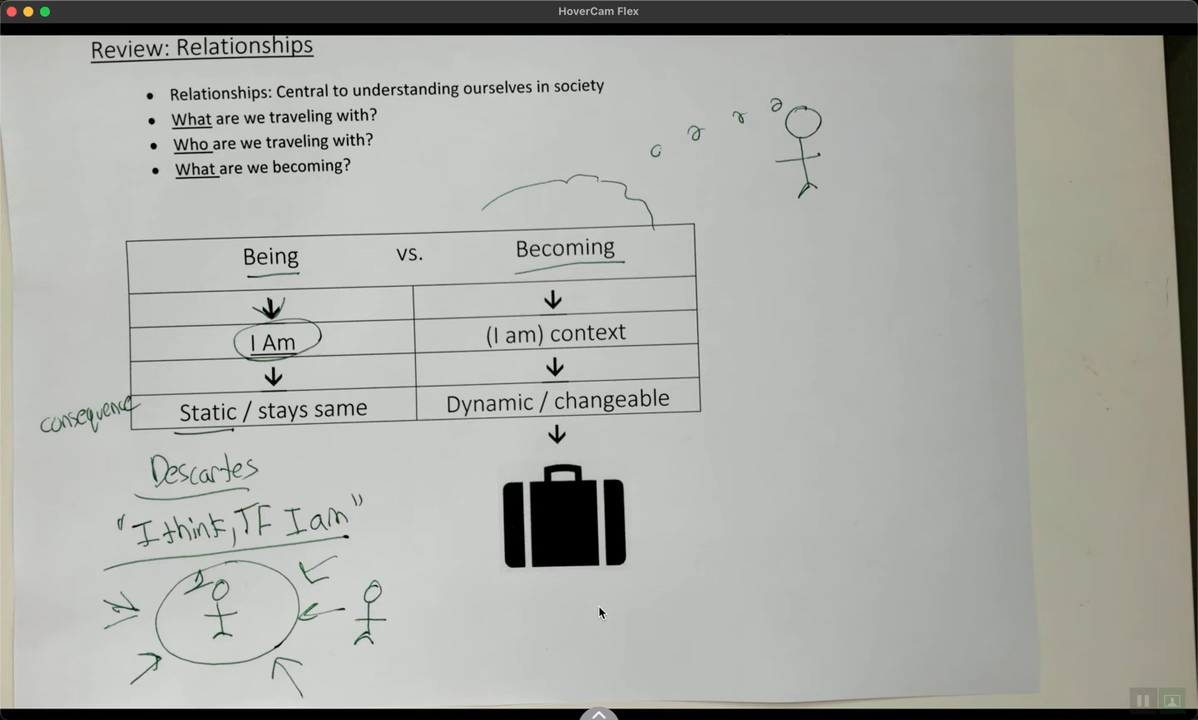 HoverCam Flex
Review: Relationships
• Relationships: Central to understanding ourselves in society
• What are we traveling with?
• Who are we traveling with?
• What are we becoming?
Being vs. Becoming
↓ ↓
I Am (I am) context
↓ ↓
consequence Static / stays same Dynamic / changeable
↓
Descartes
"I think, TF I am"